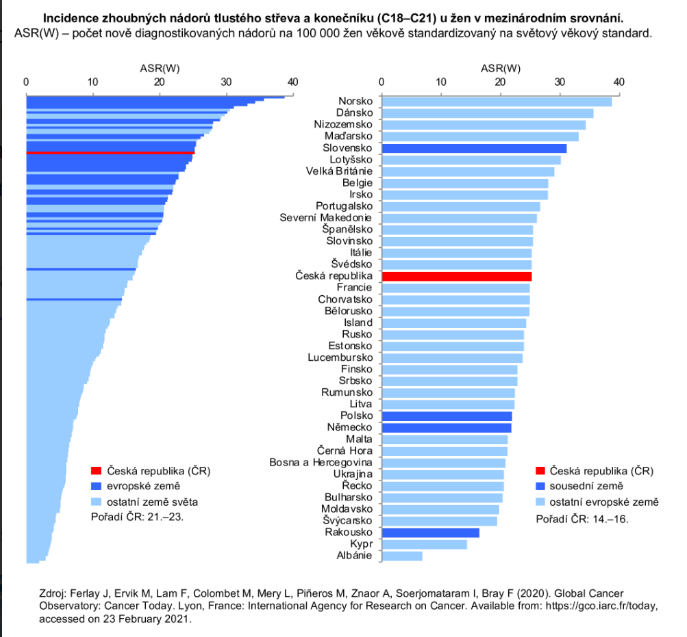 Incidence zhoubných nádorů tlustého střeva a konečníku (C18–C21) u žen v mezinárodním srovnání.
ASR(W) – počet nově diagnostikovaných nádorů na 100 000 žen věkově standardizovaný na světový věkový standard.
ASR(W)
0 10 20 30 40
Česká republika (ČR)
evropské země
ostatní země světa
Pořadí ČR: 21.–23.
ASR(W)
0 10 20 30 40
Norsko
Dánsko
Nizozemsko
Maďarsko
Slovensko
Lotyšsko
Velká Británie
Belgie
Irsko
Portugalsko
Severní Makedonie
Španělsko
Slovinsko
Itálie
Švédsko
Česká republika
Francie
Chorvatsko
Bělorusko
Island
Rusko
Estonsko
Lucembursko
Finsko
Srbsko
Rumunsko
Litva
Polsko
Německo
Malta
Černá Hora
Bosna a Hercegovina
Ukrajina
Řecko
Bulharsko
Moldavsko
Švýcarsko
Rakousko
Kypr
Albánie
Česká republika (ČR)
sousední země
ostatní evropské země
Pořadí ČR: 14.–16.
Zdroj: Ferlay J, Ervik M, Lam F, Colombet M, Mery L, Piñeros M, Znaor A, Soerjomataram I, Bray F (2020). Global Cancer
Observatory: Cancer Today. Lyon, France: International Agency for Research on Cancer. Available from: https://gco.iarc.fr/today,
accessed on 23 February 2021.